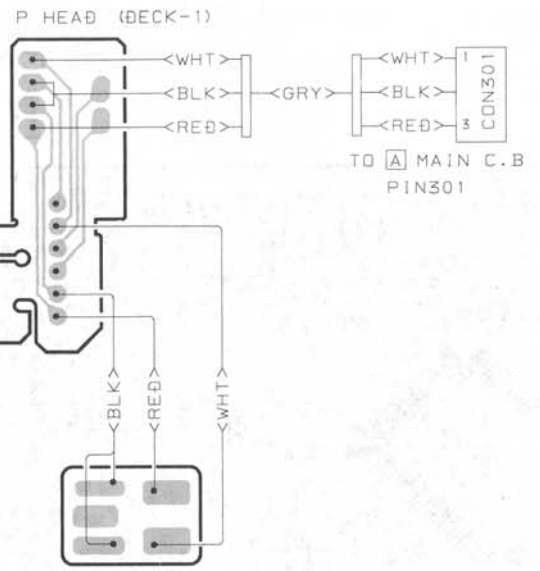 P HEAD (DECK-1)
<WHT> <WHT> 1
<BLK> <GRY> <BLK> CON301
<RED> <RED> 3
TO A MAIN C.B
PIN301
<BLK> <RED> <WHT>